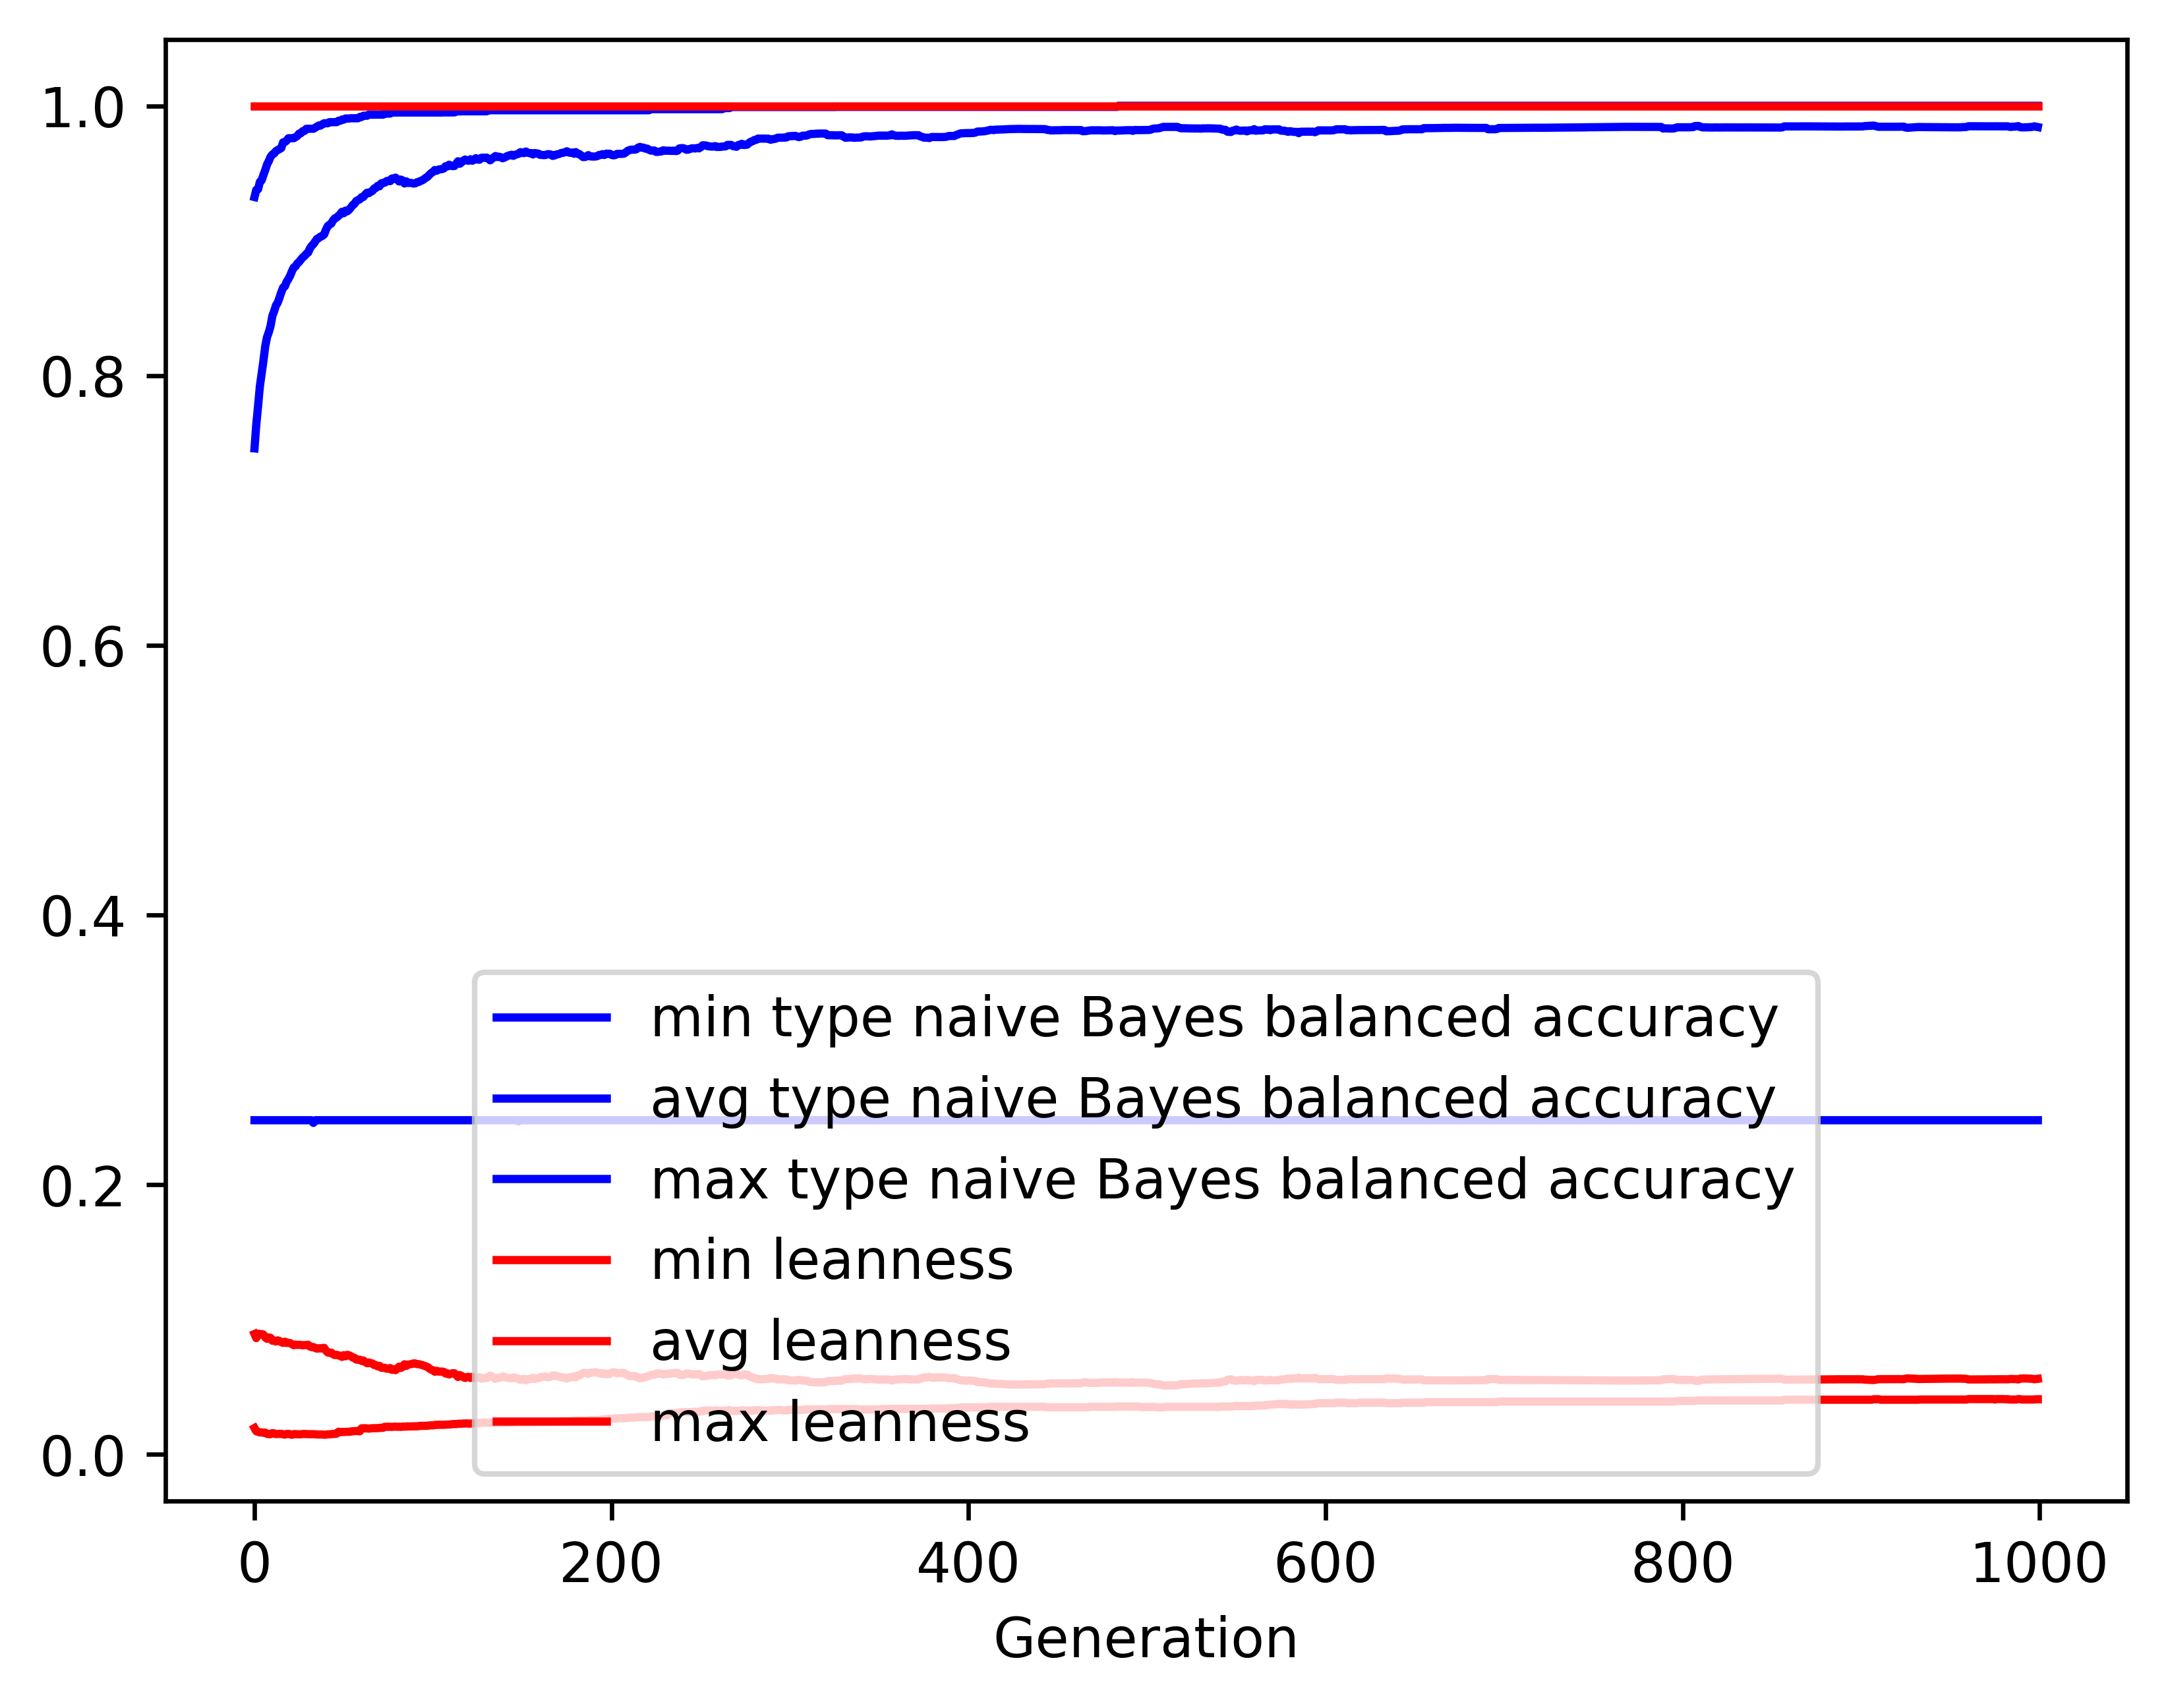 1.0
0.8
0.6
0.4
0.2
0.0
min type naive Bayes balanced accuracy
avg type naive Bayes balanced accuracy
max type naive Bayes balanced accuracy
min leanness
avg leanness
max leanness
0 200 400 600 800 1000
Generation